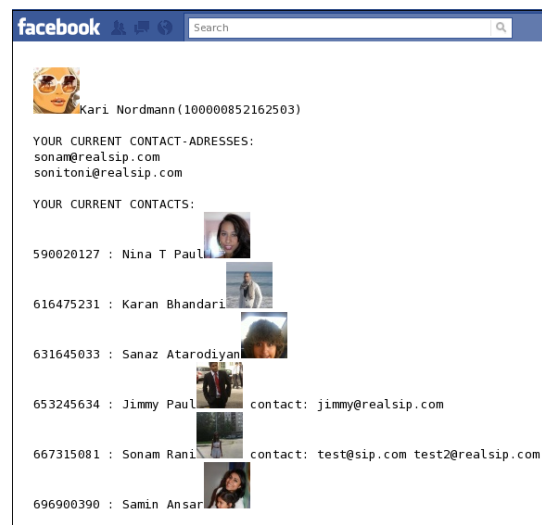 facebook Search
Kari Nordmann(100000852162503)
YOUR CURRENT CONTACT-ADRESSES:
sonam@realsip.com
sonitoni@realsip.com
YOUR CURRENT CONTACTS:
590020127 : Nina T Paul
616475231 : Karan Bhandari
631645033 : Sanaz Atarodiyan
653245634 : Jimmy Paul contact: jimmy@realsip.com
667315081 : Sonam Rani contact: test@sip.com test2@realsip.com
696900390 : Samin Ansar